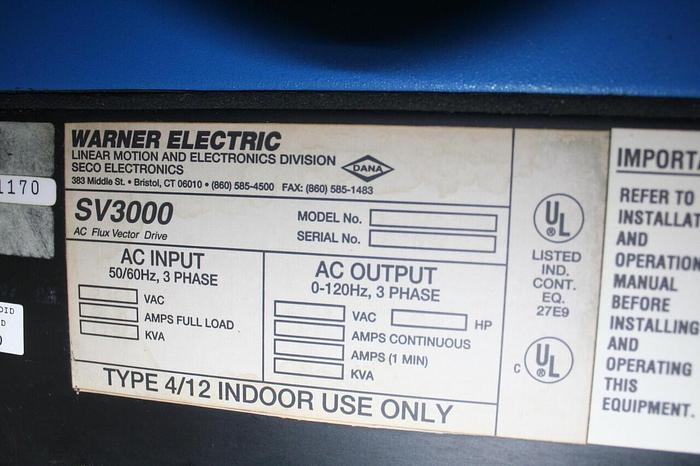 WARNER ELECTRIC
LINEAR MOTION AND ELECTRONICS DIVISION
SECO ELECTRONICS
DANA
383 Middle St. • Bristol, CT 06010 • (860) 585-4500 FAX: (860) 585-1483
SV3000
AC Flux Vector Drive
MODEL No.
SERIAL No.
AC INPUT
50/60Hz, 3 PHASE
VAC
AMPS FULL LOAD
KVA
AC OUTPUT
0-120Hz, 3 PHASE
VAC
HP
AMPS CONTINUOUS
AMPS (1 MIN)
KVA
TYPE 4/12 INDOOR USE ONLY
UL
®
LISTED
IND.
CONT.
EQ.
27E9
C
UL
®
IMPORTA
REFER TO
INSTALLAT
AND
OPERATION
MANUAL
BEFORE
INSTALLING
AND
OPERATING
THIS
EQUIPMENT.
1170